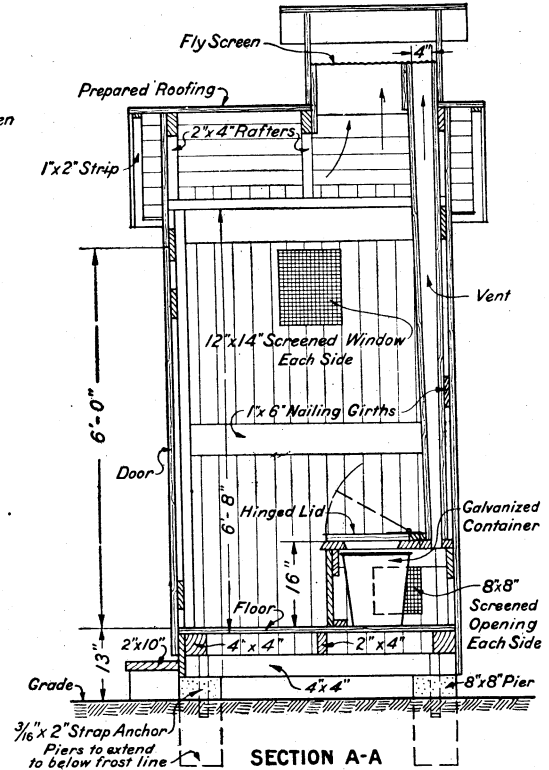 Fly Screen
4"
Prepared Roofing
en
2"x4" Rafters
1"x2" Strip
Vent
12"x14" Screened Window
Each Side
1"x6" Nailing Girths
6'-0"
6'-8"
Door
Hinged Lid
Galvanized
Container
16"
8"x8"
Screened
Opening
Each Side
Floor
13"
2"x10"
4"x4"
2"x4"
4"x4"
8"x8" Pier
Grade
3/16" x 2" Strap Anchor
Piers to extend
to below frost line
SECTION A-A